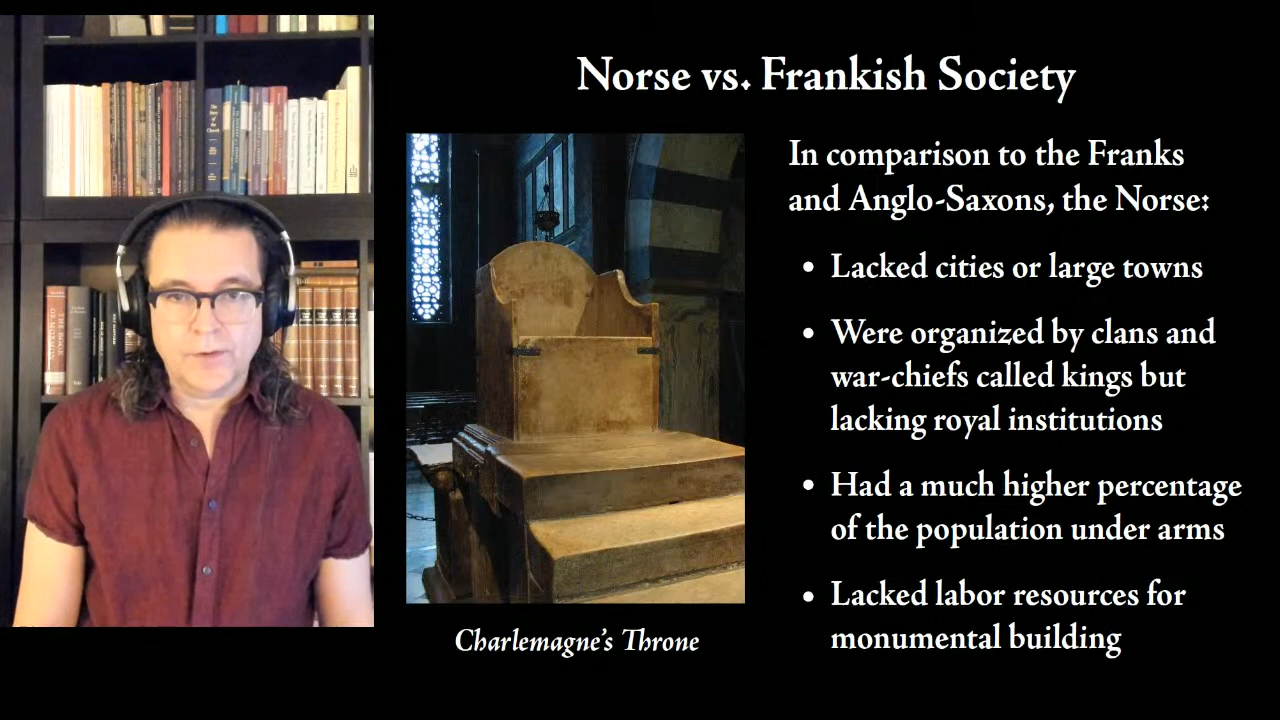 Norse vs. Frankish Society
In comparison to the Franks
and Anglo-Saxons, the Norse:
• Lacked cities or large towns
• Were organized by clans and
war-chiefs called kings but
lacking royal institutions
• Had a much higher percentage
of the population under arms
• Lacked labor resources for
monumental building
Charlemagne's Throne